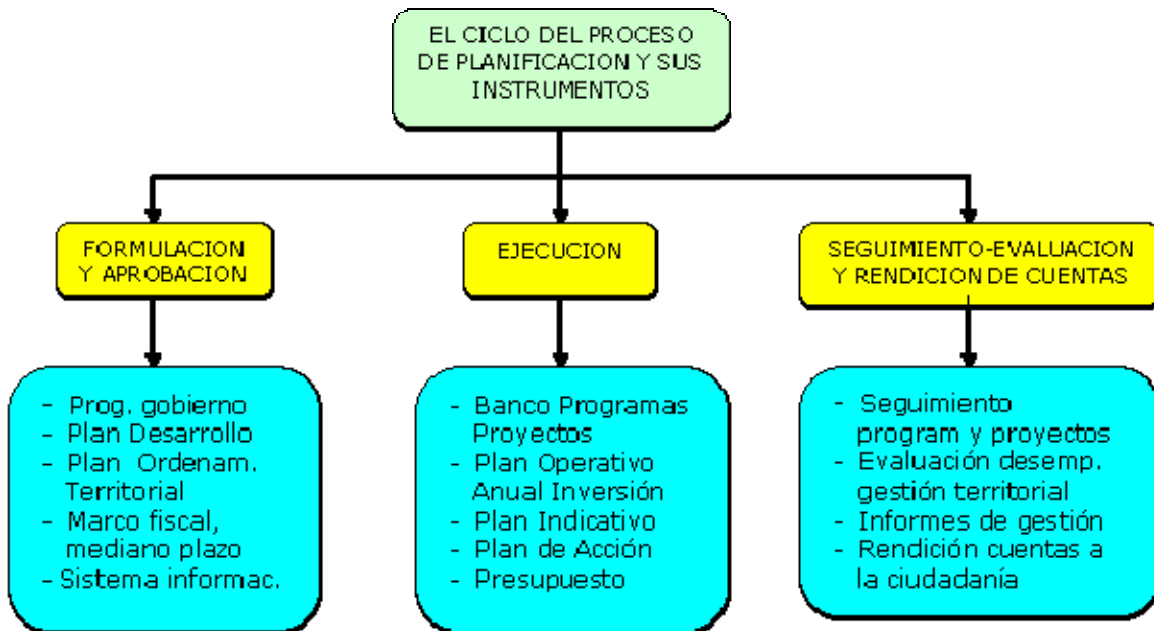 EL CICLO DEL PROCESO
DE PLANIFICACION Y SUS
INSTRUMENTOS
FORMULACION
Y APROBACION
EJECUCION
SEGUIMIENTO-EVALUACION
Y RENDICION DE CUENTAS
- Prog. gobierno
- Plan Desarrollo
- Plan Ordenam.
Territorial
- Marco fiscal,
mediano plazo
- Sistema informac.
- Banco Programas
Proyectos
- Plan Operativo
Anual Inversión
- Plan Indicativo
- Plan de Acción
- Presupuesto
- Seguimiento
program y proyectos
- Evaluación desemp.
gestión territorial
- Informes de gestión
- Rendición cuentas a
la ciudadanía